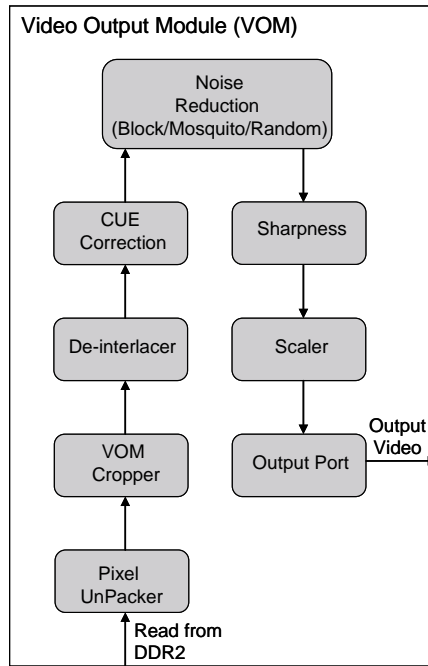 Video Output Module (VOM)
Noise
Reduction
(Block/Mosquito/Random)
CUE
Correction
Sharpness
De-interlacer
Scaler
VOM
Cropper
Output Port
Output
Video
Pixel
UnPacker
Read from
DDR2